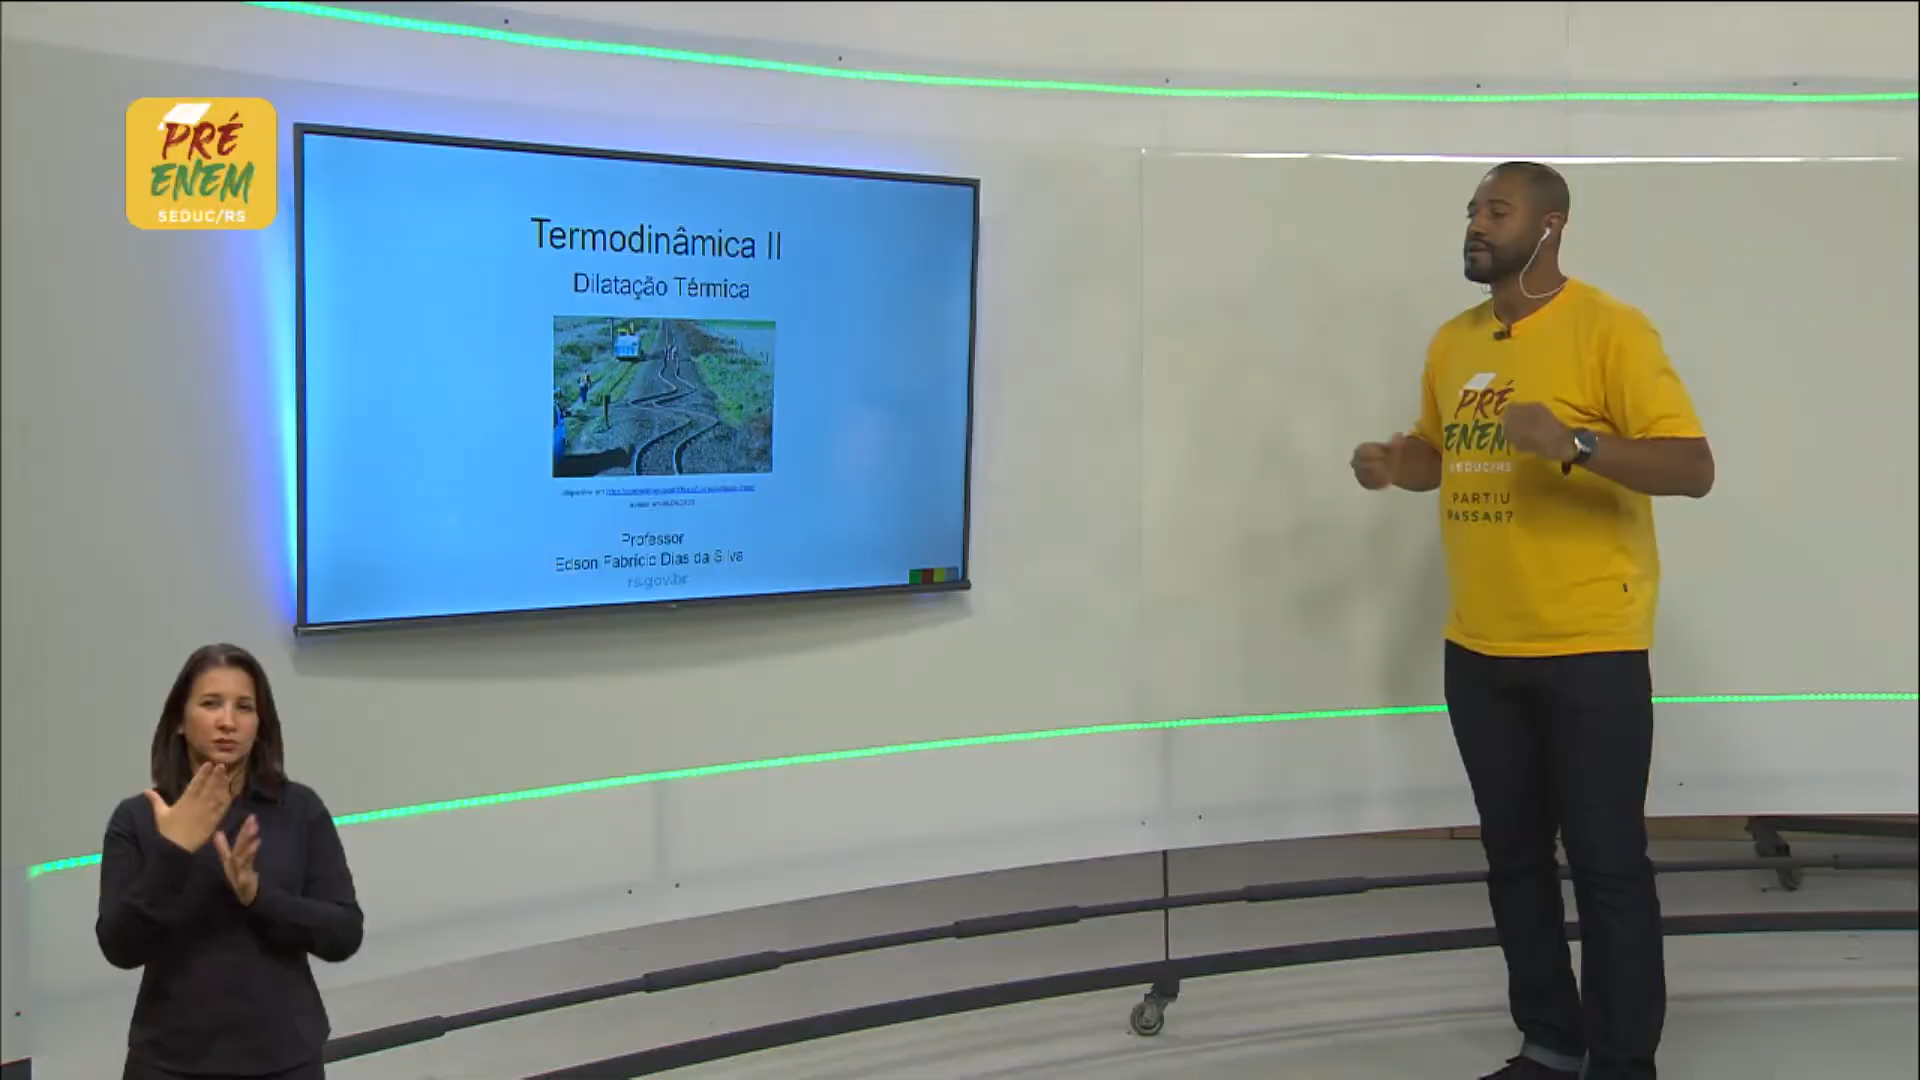 PRÉ
ENEM
SEDUC/RS
Termodinâmica II
Dilatação Térmica
Professor
Edson Fabrício Dias da Silva
rs.gov.br
PRÉ
ENEM
SEDUC/RS
PARTIU
PASSAR?